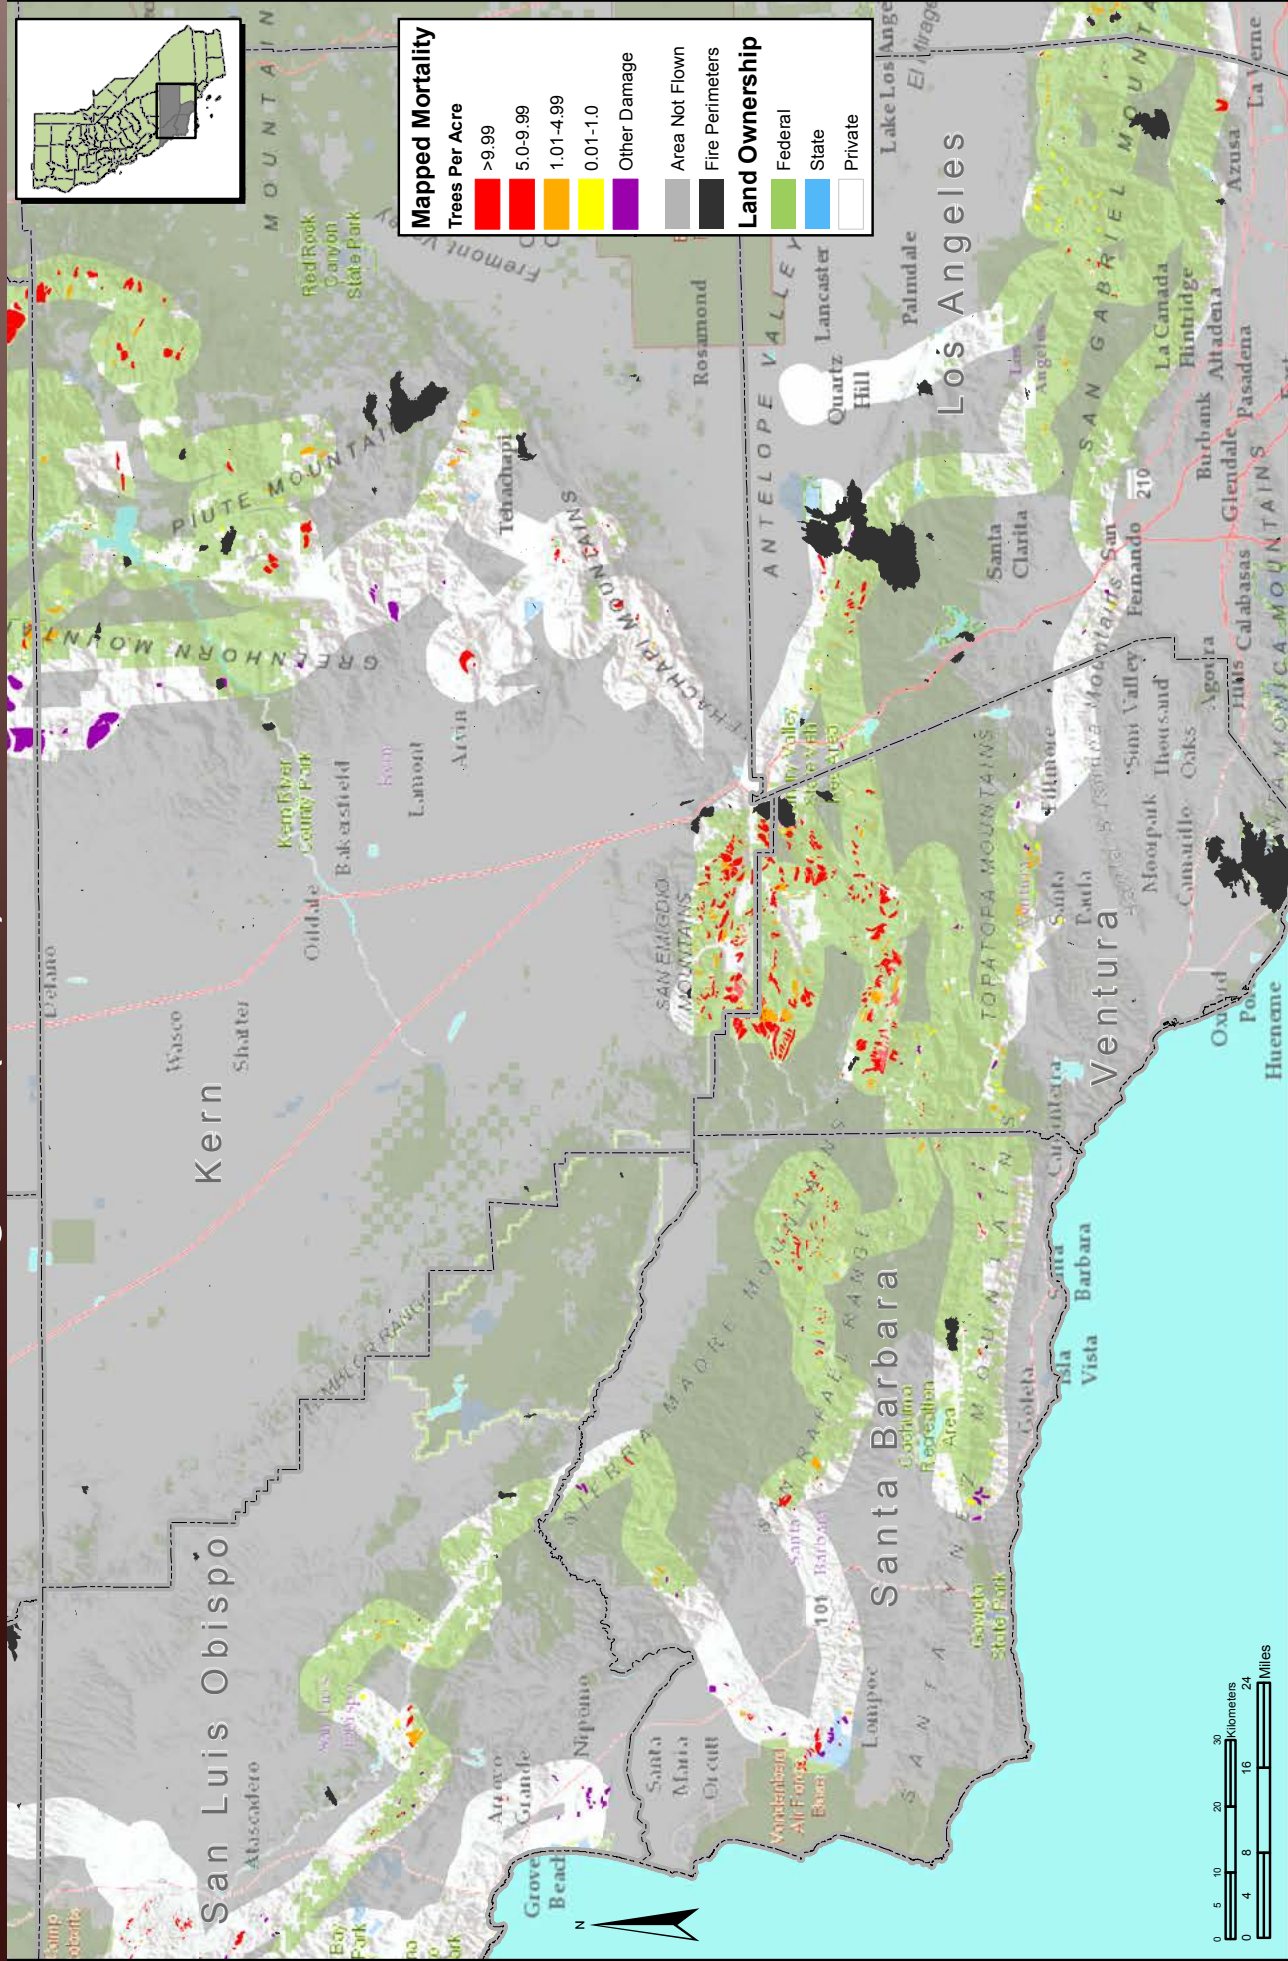 Mapped Mortality
Trees Per Acre
>9.99
5.0-9.99
1.01-4.99
0.01-1.0
Other Damage
Area Not Flown
Fire Perimeters
Land Ownership
Federal
State
Private
San Luis Obispo
Kern
Santa Barbara
Ventura
Los Angeles
Atascadero
Arroyo
Grande
Grover
Beach
Nipomo
Santa
Maria
Orcutt
Vandenberg
Air Force
Base
Lompoc
101
Santa
Barbara
Gaviota
State Park
Cachuma
Recreation
Area
Goleta
Isla
Vista
Santa
Barbara
Carpinteria
SAN RAFAEL RANGE
Delano
Wasco
Shafter
Oildale
Bakersfield
Kern River
County Park
Kern
Lamont
Arvin
GREENHORN MOUNTAI
PIUTE MOUNTAI
Tehachapi
TEHACHAPI MOUNTAINS
SAN EMIGDIO
MOUNTAINS
TOPATOPA MOUNTAINS
Red Rock
Canyon
State Park
Fremont Valley
MOUNTAIN
Rosamond
ANTELOPE VALLEY
Lancaster
Quartz
Hill
Palmdale
Lake Los Ange
El Mirage
SAN GABRIEL MOUNTA
Los
Angeles
Santa
Clarita
San
Fernando
210
Burbank
Glendale
Pasadena
Altadena
La Canada
Flintridge
Azusa
La Verne
Calabasas
Agoura
Hills
Simi Valley
Thousand
Oaks
Moorpark
Camarillo
Fillmore
Santa
Paula
Oxnard
Port
Hueneme
N
0 5 10 20 30
Kilometers
0 4 8 16 24
Miles